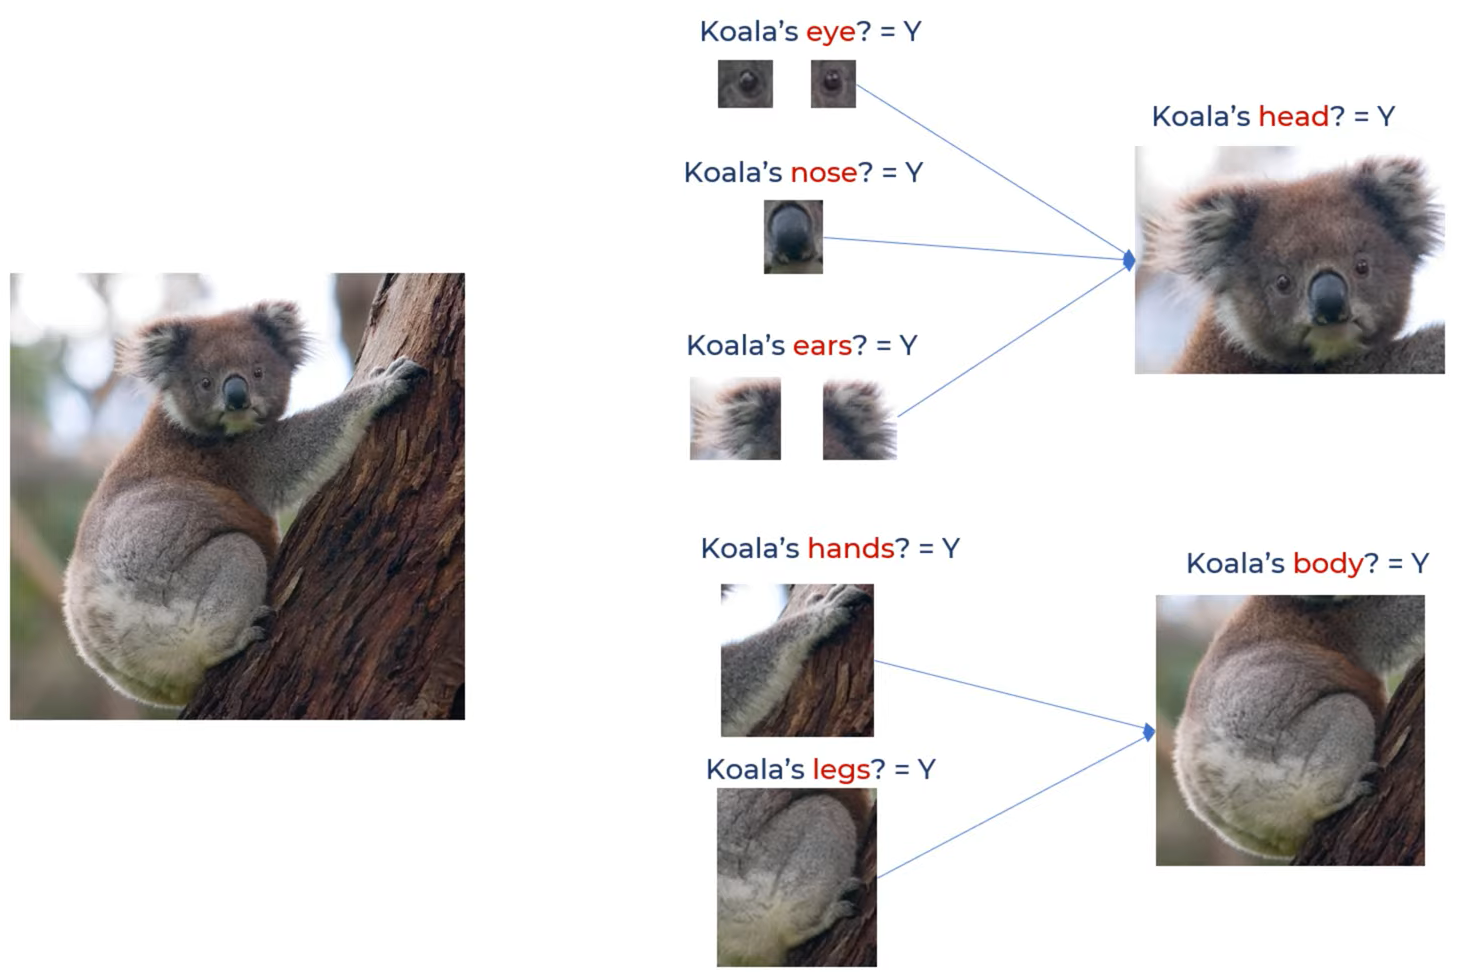 Koala's eye? = Y
Koala's nose? = Y
Koala's ears? = Y
Koala's head? = Y
Koala's hands? = Y
Koala's legs? = Y
Koala's body? = Y